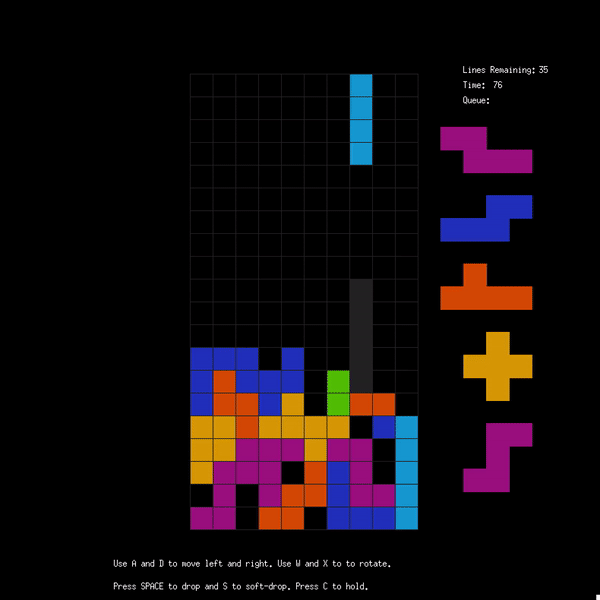 Lines Remaining: 35
Time: 76
Queue:
Use A and D to move left and right. Use W and X to to rotate.
Press SPACE to drop and S to soft-drop. Press C to hold.